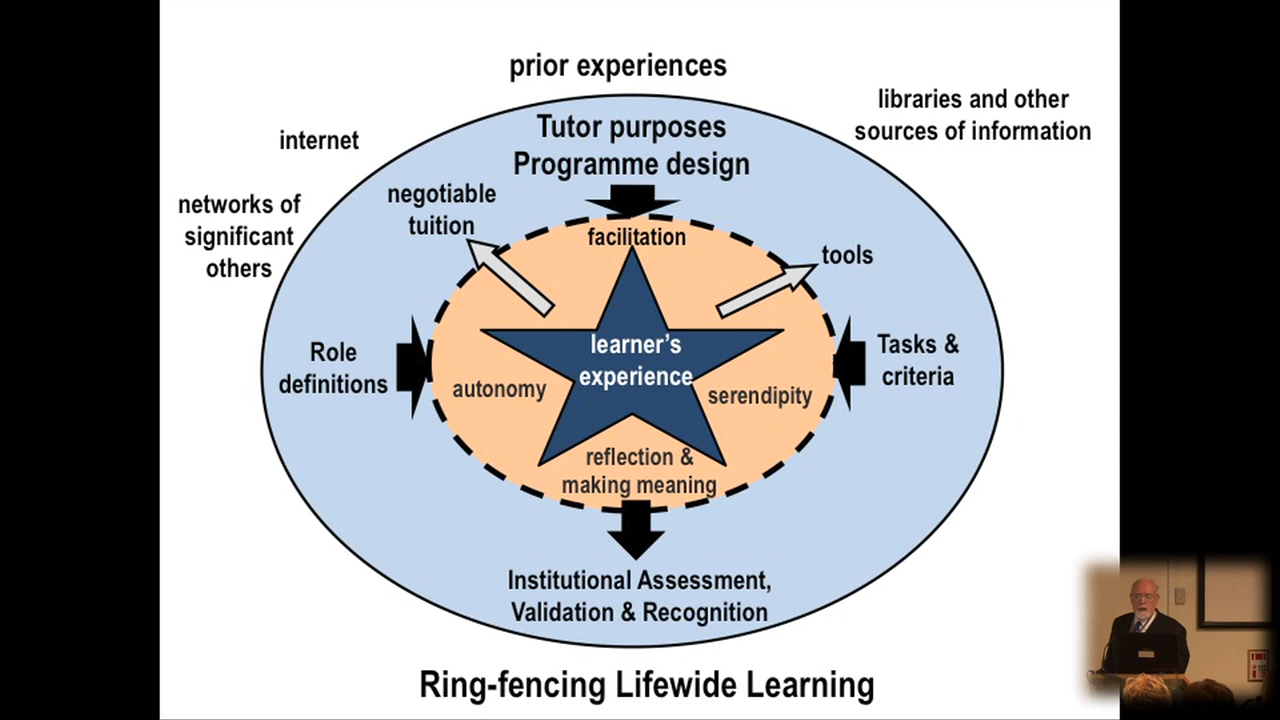 prior experiences
libraries and other
sources of information
internet
Tutor purposes
Programme design
networks of
significant
others
negotiable
tuition
facilitation
tools
Role
definitions
learner's
experience
Tasks &
criteria
autonomy
serendipity
reflection &
making meaning
Institutional Assessment,
Validation & Recognition
Ring-fencing Lifewide Learning